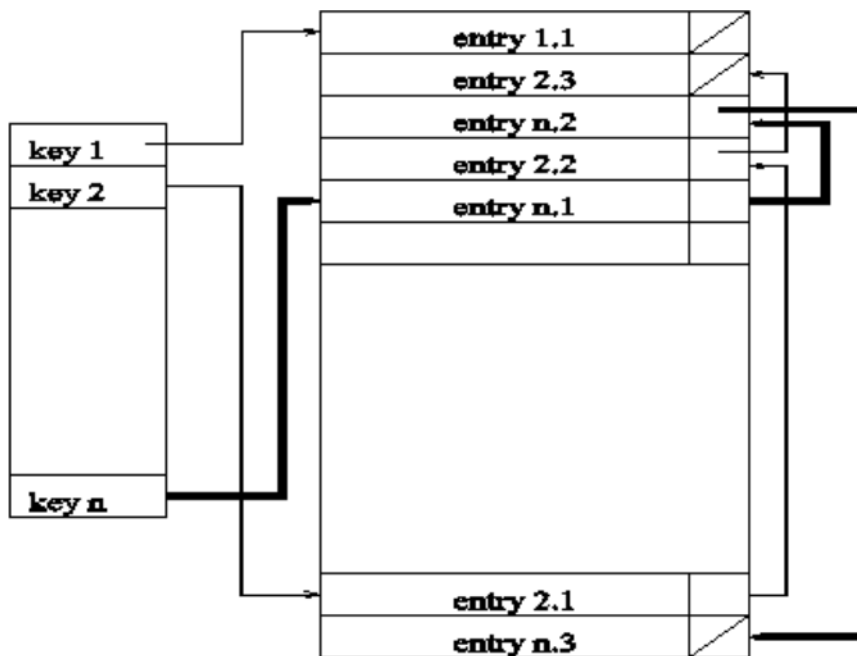 key 1
key 2
key n
entry 1.1
entry 2.3
entry n.2
entry 2.2
entry n.1
entry 2.1
entry n.3